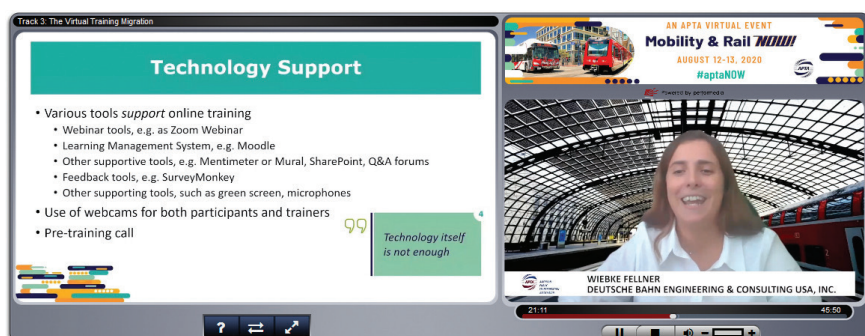 Track 3: The Virtual Training Migration
Technology Support
• Various tools support online training
• Webinar tools, e.g. as Zoom Webinar
• Learning Management System, e.g. Moodle
• Other supportive tools, e.g. Mentimeter or Mural, SharePoint, Q&A forums
• Feedback tools, e.g. SurveyMonkey
• Other supporting tools, such as green screen, microphones
• Use of webcams for both participants and trainers
• Pre-training call
4
Technology itself
is not enough
?
AN APTA VIRTUAL EVENT
Mobility & Rail NOW!
AUGUST 12-13, 2020
#aptaNOW
APTA
Powered by
APTA
WIEBKE FELLNER
DEUTSCHE BAHN ENGINEERING & CONSULTING USA, INC.
21:11
45:50